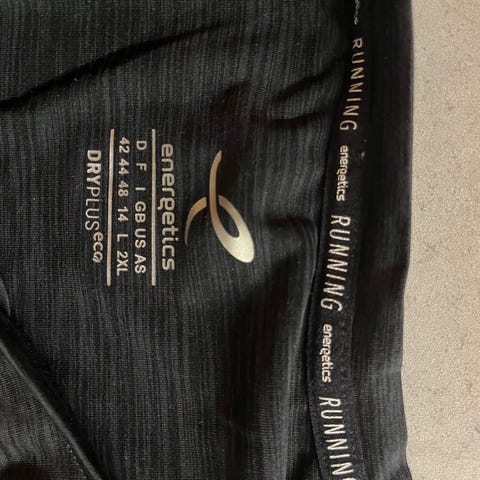 energetics
D F I GB US AS
42 44 48 14 L 2XL
DRYPLUS eco
RUNNING
energetics
RUNNING
energetics
RUNNING